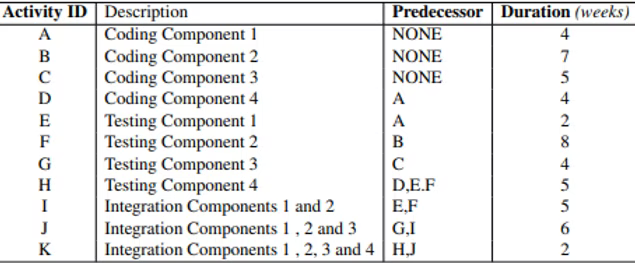 Activity ID Description Predecessor Duration (weeks)
A Coding Component 1 NONE 4
B Coding Component 2 NONE 7
C Coding Component 3 NONE 5
D Coding Component 4 A 4
E Testing Component 1 A 2
F Testing Component 2 B 8
G Testing Component 3 C 4
H Testing Component 4 D,E.F 5
I Integration Components 1 and 2 E,F 5
J Integration Components 1 , 2 and 3 G,I 6
K Integration Components 1 , 2, 3 and 4 H,J 2